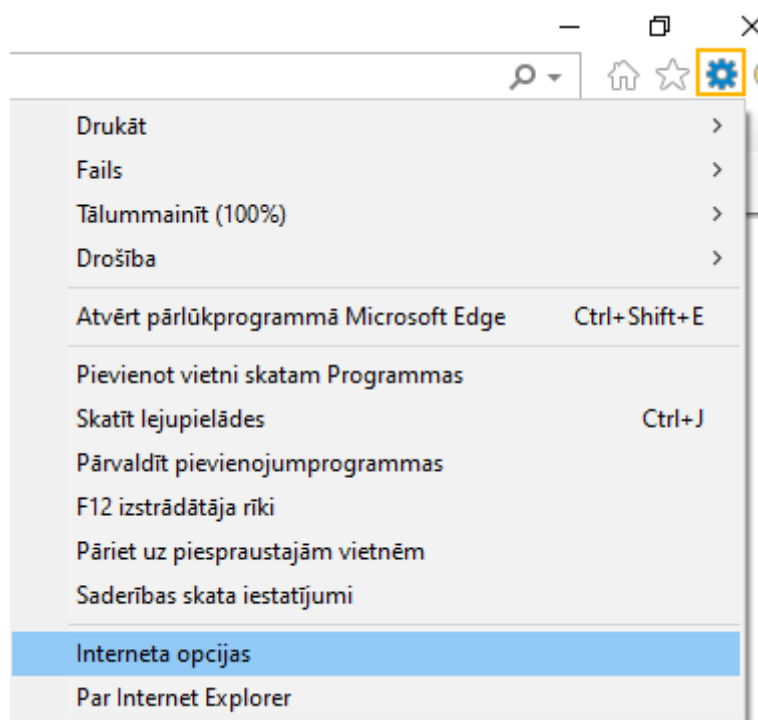 Drukāt
Fails
Tālummainīt (100%)
Drošība
Atvērt pārlūkprogrammā Microsoft Edge Ctrl+Shift+E
Pievienot vietni skatam Programmas
Skatīt lejupielādes Ctrl+J
Pārvaldīt pievienojumprogrammas
F12 izstrādātāja rīki
Pāriet uz piespraustajām vietnēm
Saderības skata iestatījumi
Interneta opcijas
Par Internet Explorer